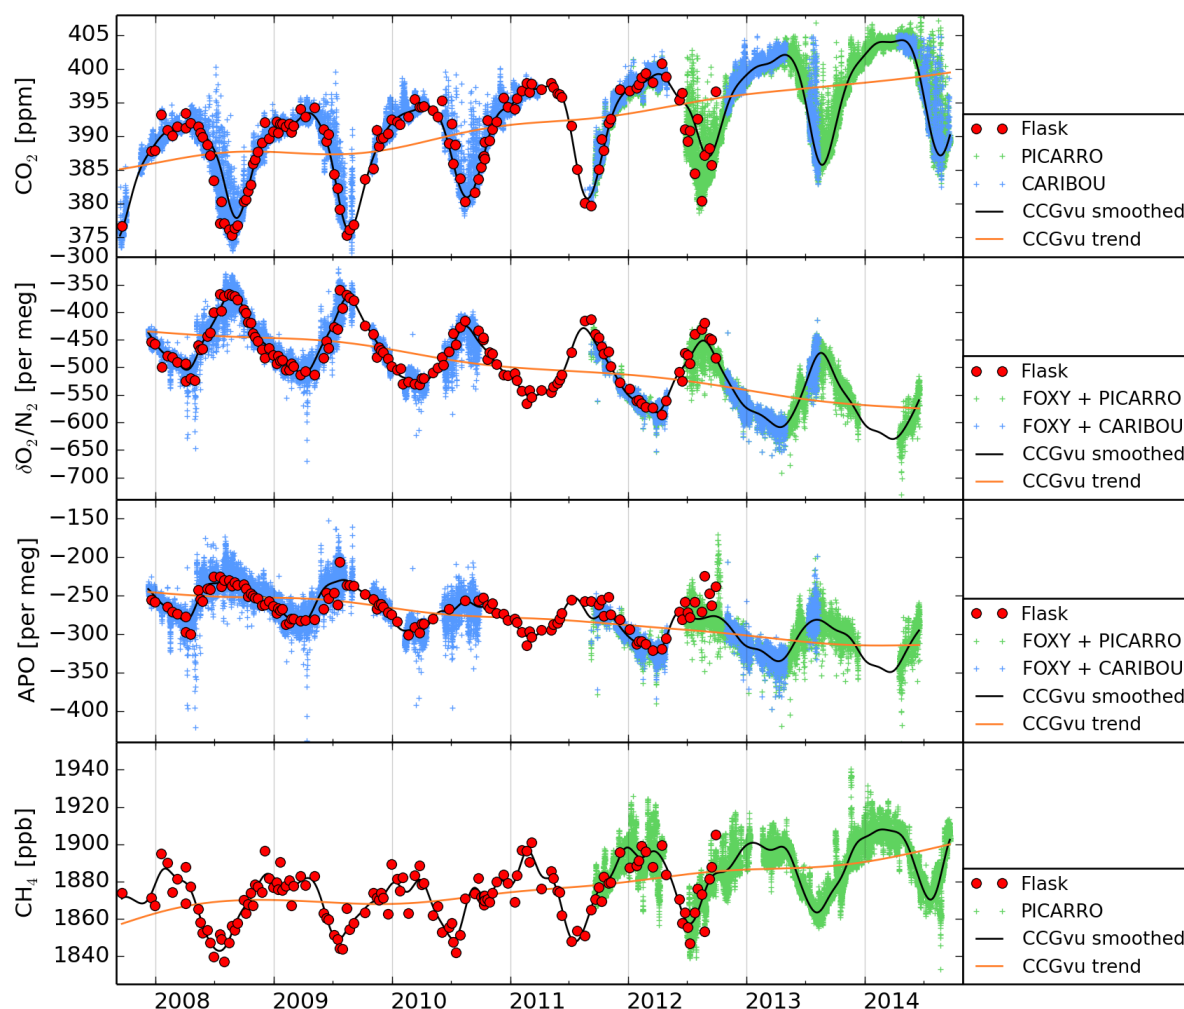 CO₂ [ppm]
405
400
395
390
385
380
375
Flask
PICARRO
CARIBOU
CCGvu smoothed
CCGvu trend
δO₂/N₂ [per meg]
−300
−350
−400
−450
−500
−550
−600
−650
−700
Flask
FOXY + PICARRO
FOXY + CARIBOU
CCGvu smoothed
CCGvu trend
APO [per meg]
−150
−200
−250
−300
−350
−400
Flask
FOXY + PICARRO
FOXY + CARIBOU
CCGvu smoothed
CCGvu trend
CH₄ [ppb]
1940
1920
1900
1880
1860
1840
Flask
PICARRO
CCGvu smoothed
CCGvu trend
2008 2009 2010 2011 2012 2013 2014